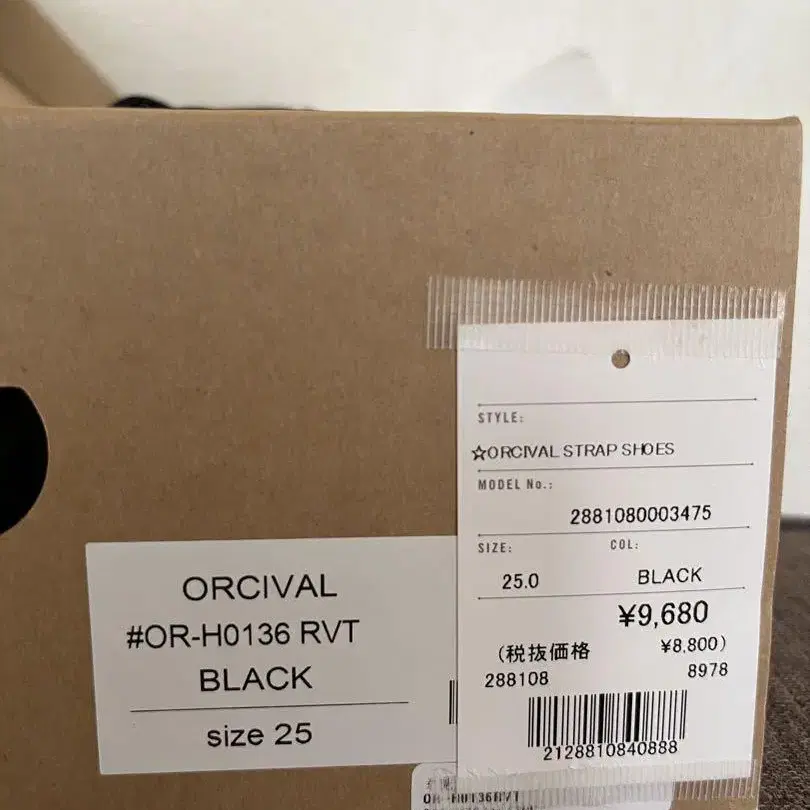 ORCIVAL
#OR-H0136 RVT
BLACK
size 25
STYLE:
☆ORCIVAL STRAP SHOES
MODEL No.:
2881080003475
SIZE: COL:
25.0 BLACK
¥9,680
(税抜価格 ¥8,800)
288108 8978
2128810840888
OR-H0136RVT